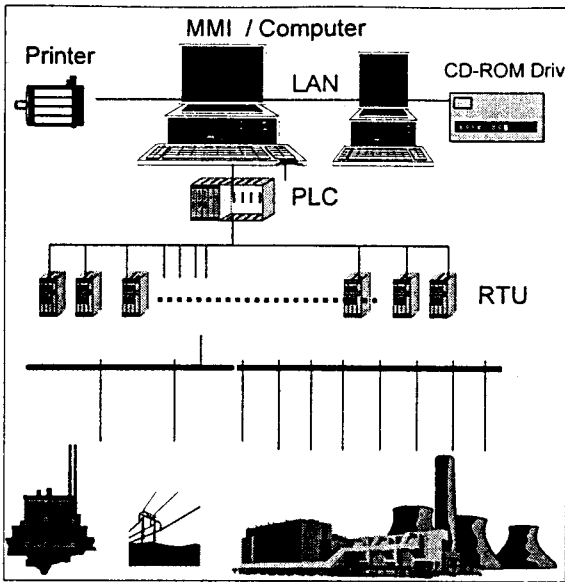 MMI / Computer
Printer
LAN
CD-ROM Driv
PLC
RTU